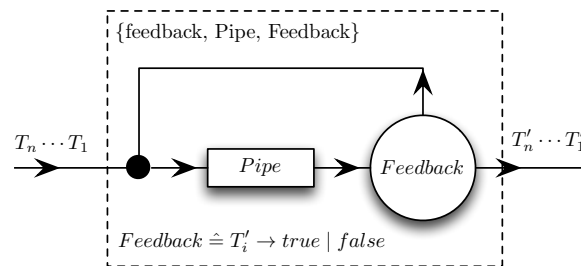 {feedback, Pipe, Feedback}
Tₙ ⋯ T₁
T′ₙ ⋯ T′₁
Pipe
Feedback
Feedback ≙ T′ᵢ → true | false